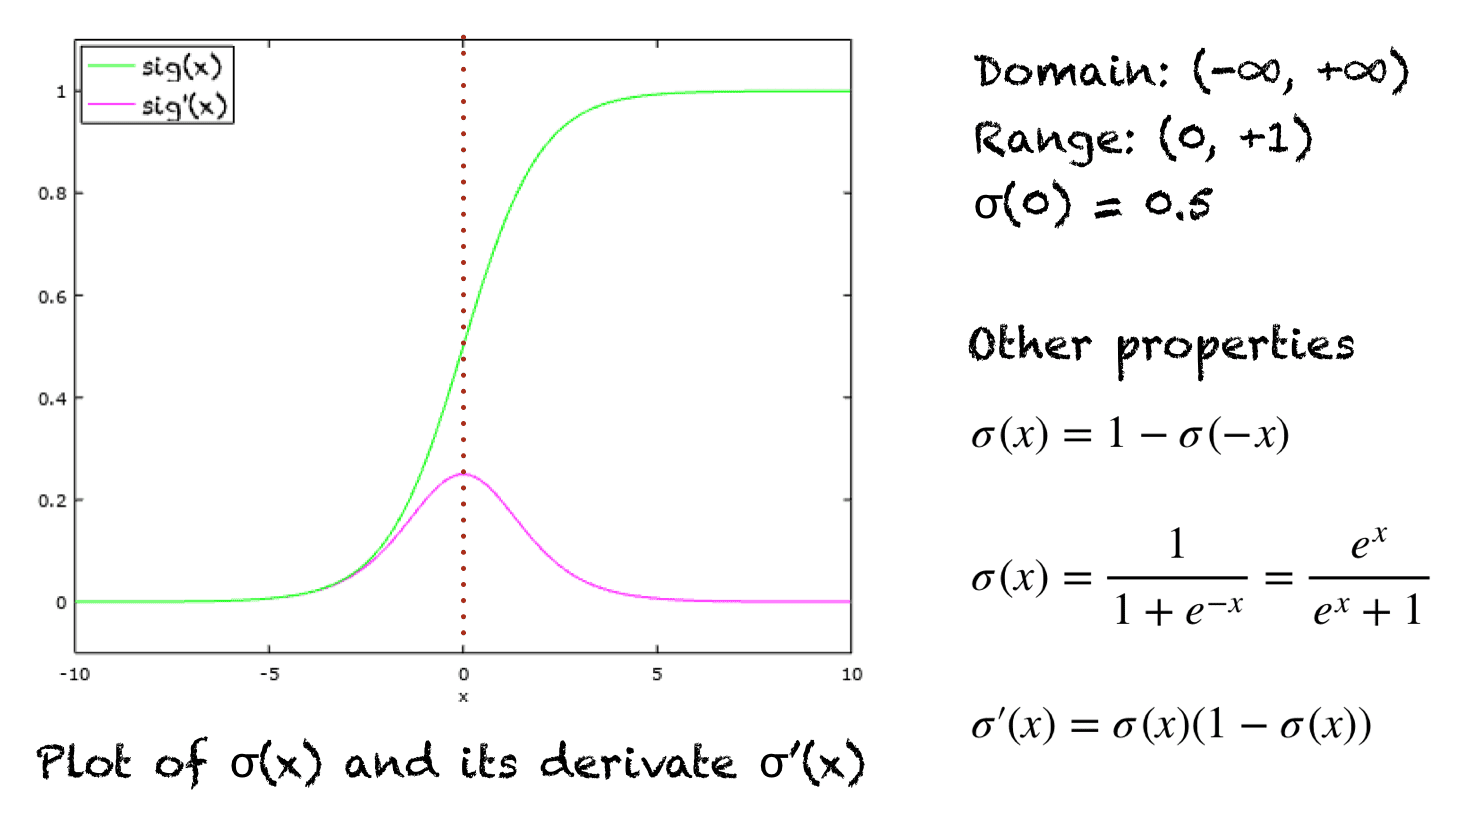 sig(x)
sig'(x)
1
0.8
0.6
0.4
0.2
0
-10 -5 0 5 10
x
Plot of σ(x) and its derivate σ'(x)
Domain: (-∞, +∞)
Range: (0, +1)
σ(0) = 0.5
Other properties
σ(x) = 1 − σ(−x)
σ(x) = 1 / (1 + e^{−x}) = e^x / (e^x + 1)
σ′(x) = σ(x)(1 − σ(x))